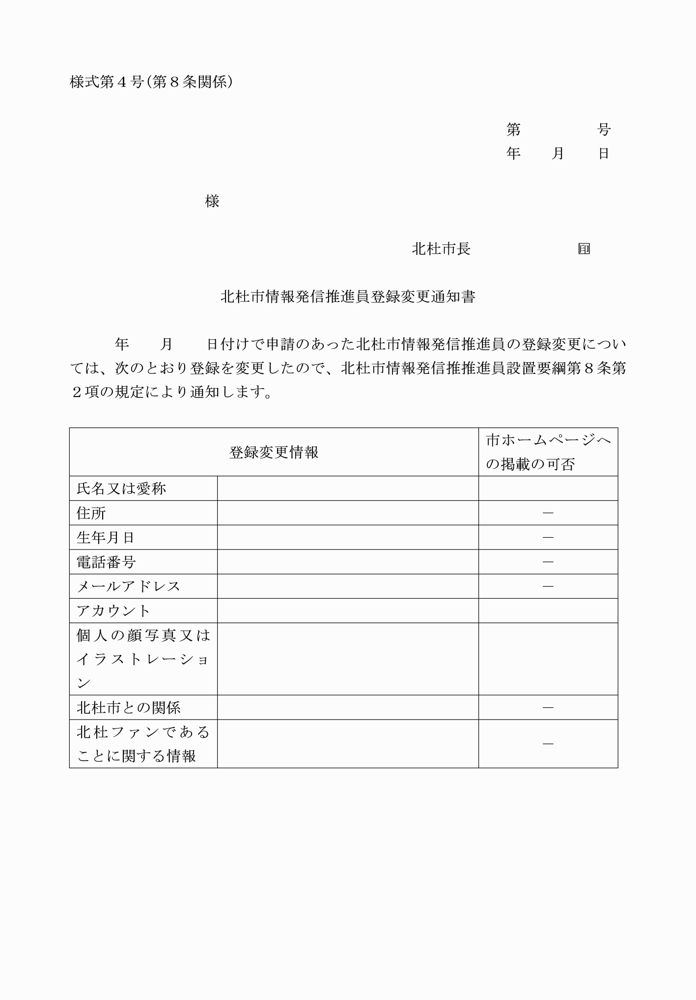 様式第４号(第８条関係)
第　　　　　号
年　　月　　日
様
北杜市長　　　　　　　㊞
北杜市情報発信推進員登録変更通知書
年　　月　　日付けで申請のあった北杜市情報発信推進員の登録変更につい
ては、次のとおり登録を変更したので、北杜市情報発信推推進員設置要綱第８条第
２項の規定により通知します。
登録変更情報
市ホームページへ
の掲載の可否
氏名又は愛称
住所　－
生年月日　－
電話番号　－
メールアドレス　－
アカウント
個人の顔写真又は
イラストレーショ
ン
北杜市との関係　－
北杜ファンである
ことに関する情報　－